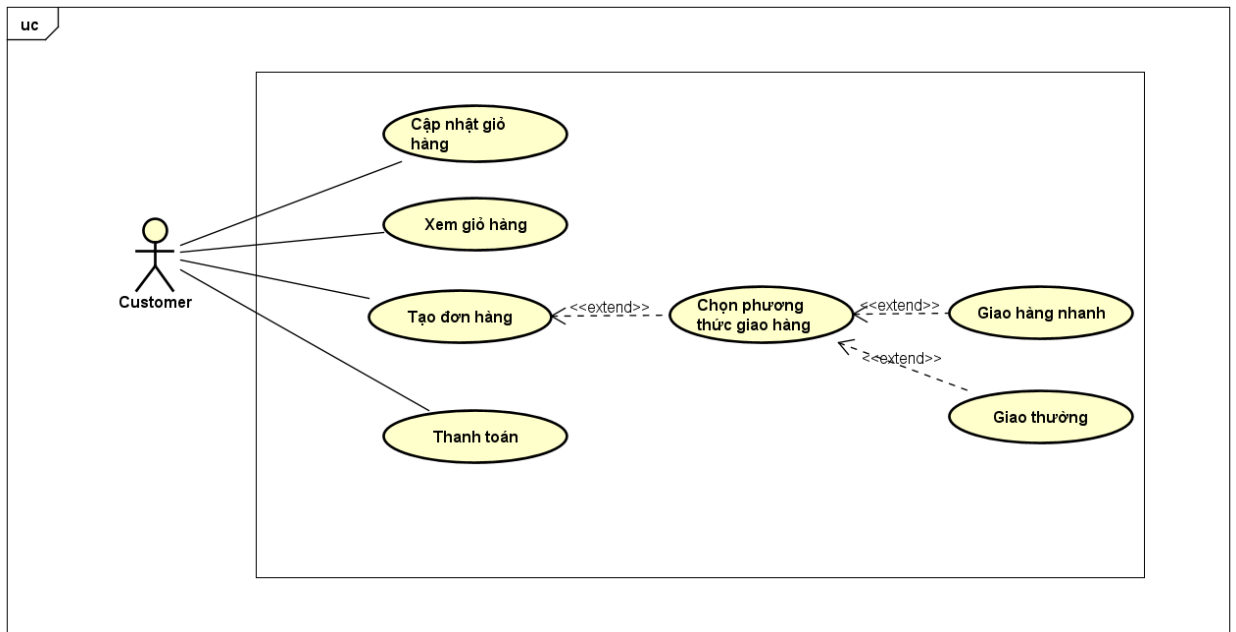 uc
Cập nhật giỏ
hàng
Xem giỏ hàng
Customer
Tạo đơn hàng
<<extend>>
Chọn phương
thức giao hàng
<<extend>>
Giao hàng nhanh
<<extend>>
Giao thường
Thanh toán